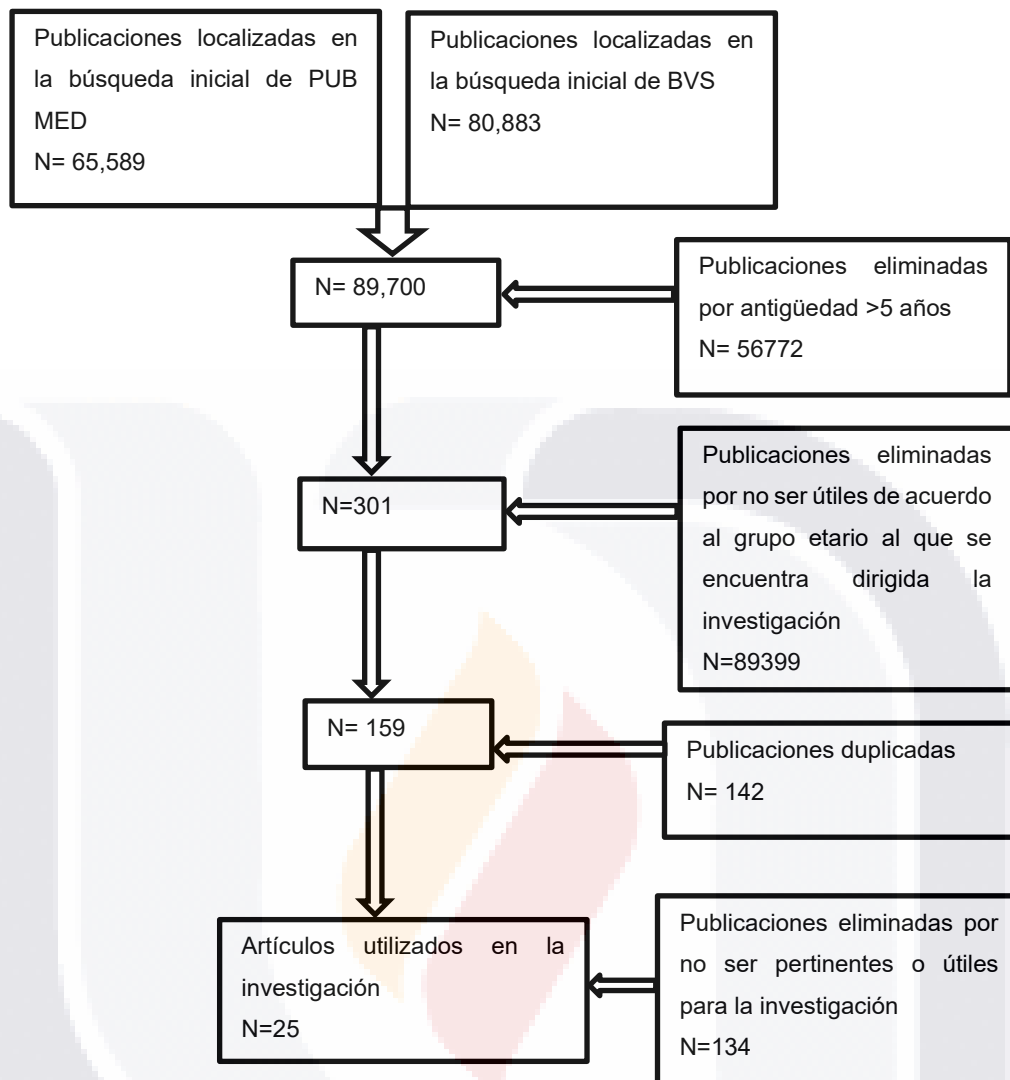 Publicaciones localizadas en
la búsqueda inicial de PUB
MED
N= 65,589
Publicaciones localizadas en
la búsqueda inicial de BVS
N= 80,883
N= 89,700
Publicaciones eliminadas
por antigüedad >5 años
N= 56772
N=301
Publicaciones eliminadas
por no ser útiles de acuerdo
al grupo etario al que se
encuentra dirigida la
investigación
N=89399
N= 159
Publicaciones duplicadas
N= 142
Artículos utilizados en la
investigación
N=25
Publicaciones eliminadas por
no ser pertinentes o útiles
para la investigación
N=134